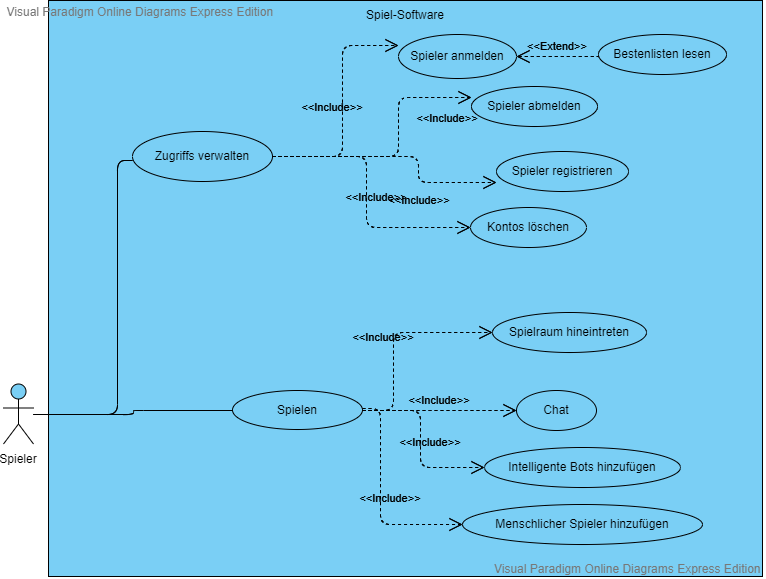 Visual Paradigm Online Diagrams Express Edition
Spiel-Software
Spieler anmelden
<<Extend>>
Bestenlisten lesen
<<Include>>
Spieler abmelden
<<Include>>
Zugriffs verwalten
Spieler registrieren
<<Include>>
<<Include>>
Kontos löschen
Spielraum hineintreten
<<Include>>
Spielen
<<Include>>
Chat
<<Include>>
Intelligente Bots hinzufügen
Spieler
<<Include>>
Menschlicher Spieler hinzufügen
Visual Paradigm Online Diagrams Express Edition